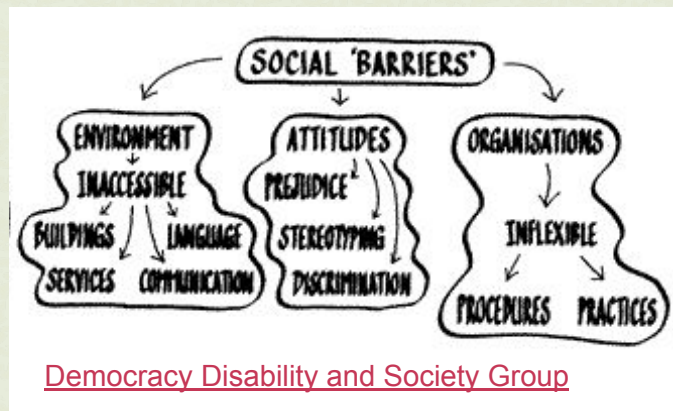 SOCIAL 'BARRIERS'
ENVIRONMENT
INACCESSIBLE
BUILDINGS LANGUAGE
SERVICES COMMUNICATION
ATTITUDES
PREJUDICE
STEREOTYPING
DISCRIMINATION
ORGANISATIONS
INFLEXIBLE
PROCEDURES PRACTICES
Democracy Disability and Society Group